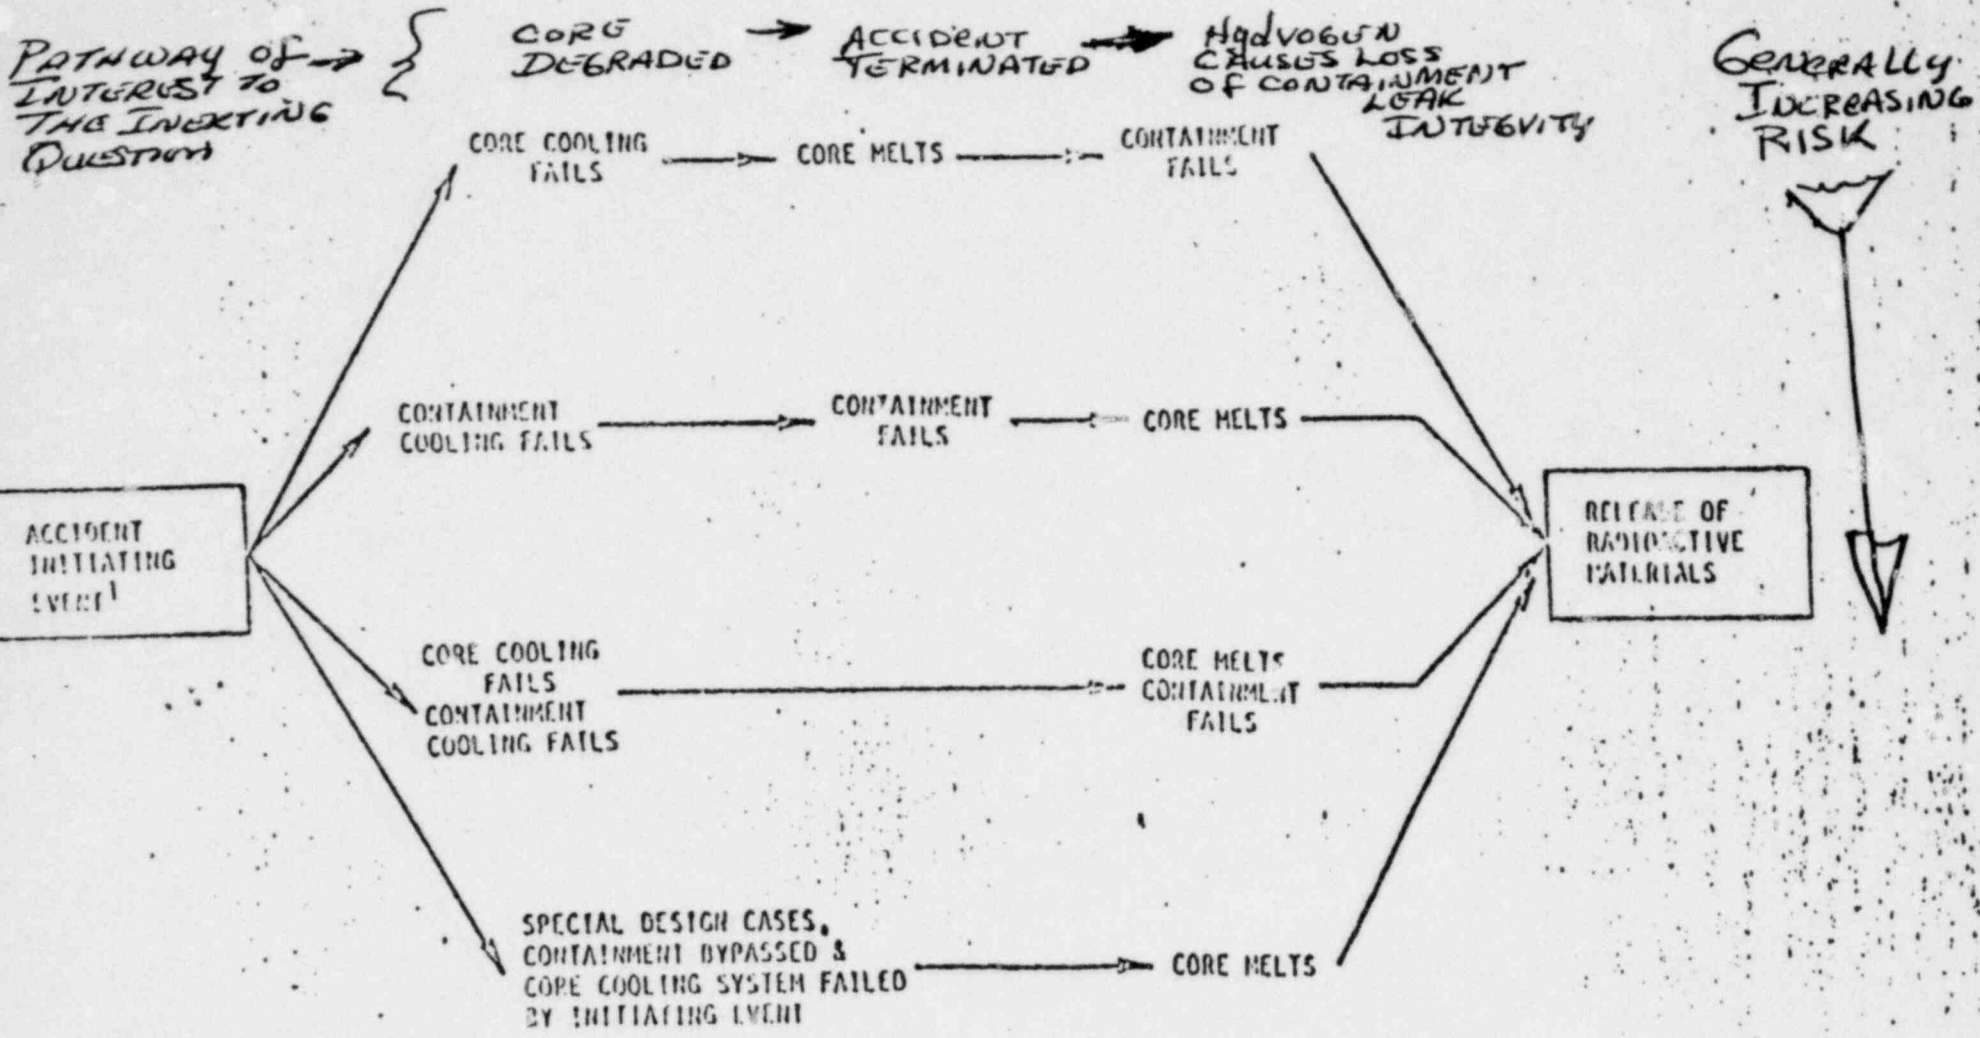 PATHWAY OF →
INTEREST TO
THE INERTING
QUESTION
CORE
DEGRADED →
ACCIDENT
TERMINATED →
HydVOGEN
CAUSES LOSS
OF CONTAINMENT
LEAK
INTEGVITY
GENERALLY
INCREASING
RISK
CORE COOLING
FAILS
CORE MELTS
CONTAINMENT
FAILS
CONTAINMENT
COOLING FAILS
CONTAINMENT
FAILS
CORE MELTS
ACCIDENT
INITIATING
EVENT1
RELEASE OF
RADIOACTIVE
MATERIALS
CORE COOLING
FAILS
CONTAINMENT
COOLING FAILS
CORE MELTS
CONTAINMENT
FAILS
SPECIAL DESIGN CASES,
CONTAINMENT BYPASSED &
CORE COOLING SYSTEM FAILED
BY INITIATING EVENT
CORE MELTS